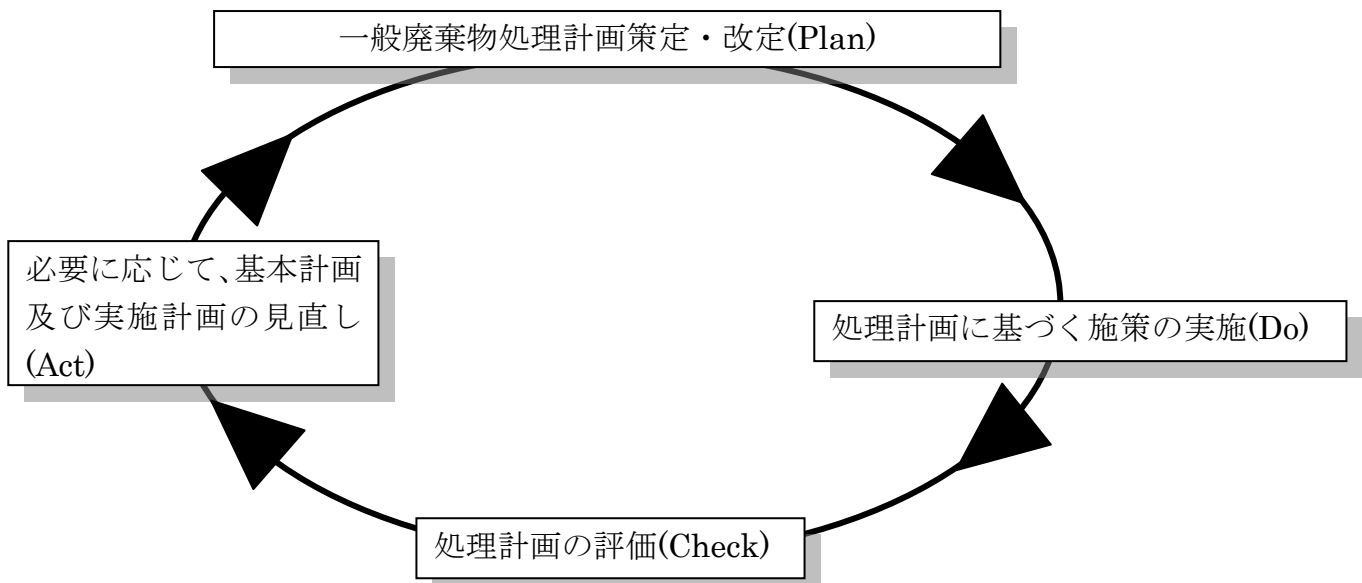 一般廃棄物処理計画策定・改定(Plan)
必要に応じて、基本計画
及び実施計画の見直し
(Act)
処理計画に基づく施策の実施(Do)
処理計画の評価(Check)